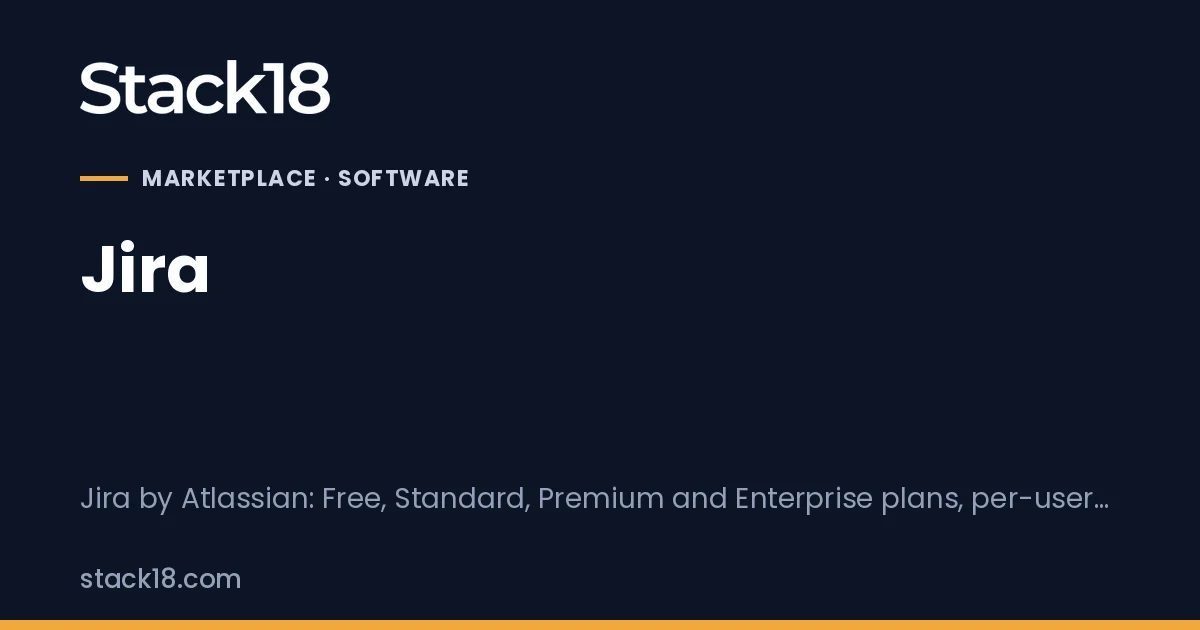 Stack18
MARKETPLACE · SOFTWARE
Jira
Jira by Atlassian: Free, Standard, Premium and Enterprise plans, per-user…
stack18.com